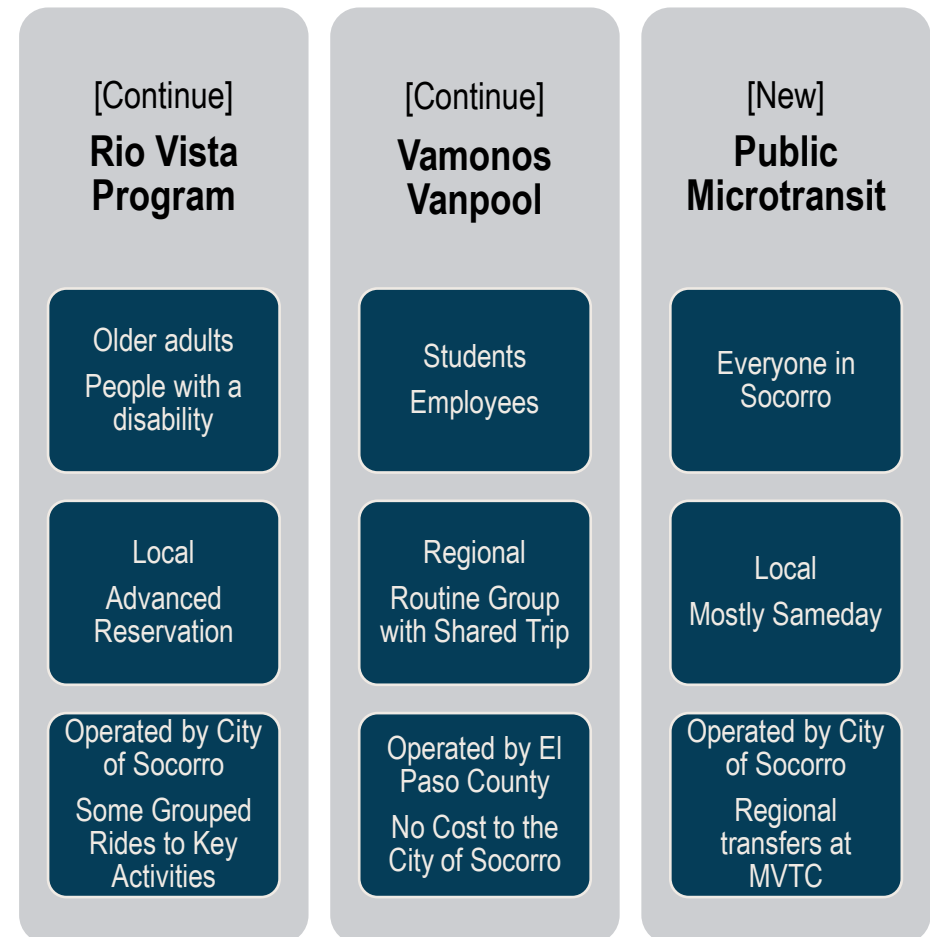 [Continue]
Rio Vista
Program
Older adults
People with a
disability
Local
Advanced
Reservation
Operated by City
of Socorro
Some Grouped
Rides to Key
Activities
[Continue]
Vamonos
Vanpool
Students
Employees
Regional
Routine Group
with Shared Trip
Operated by El
Paso County
No Cost to the
City of Socorro
[New]
Public
Microtransit
Everyone in
Socorro
Local
Mostly Sameday
Operated by City
of Socorro
Regional
transfers at
MVTC